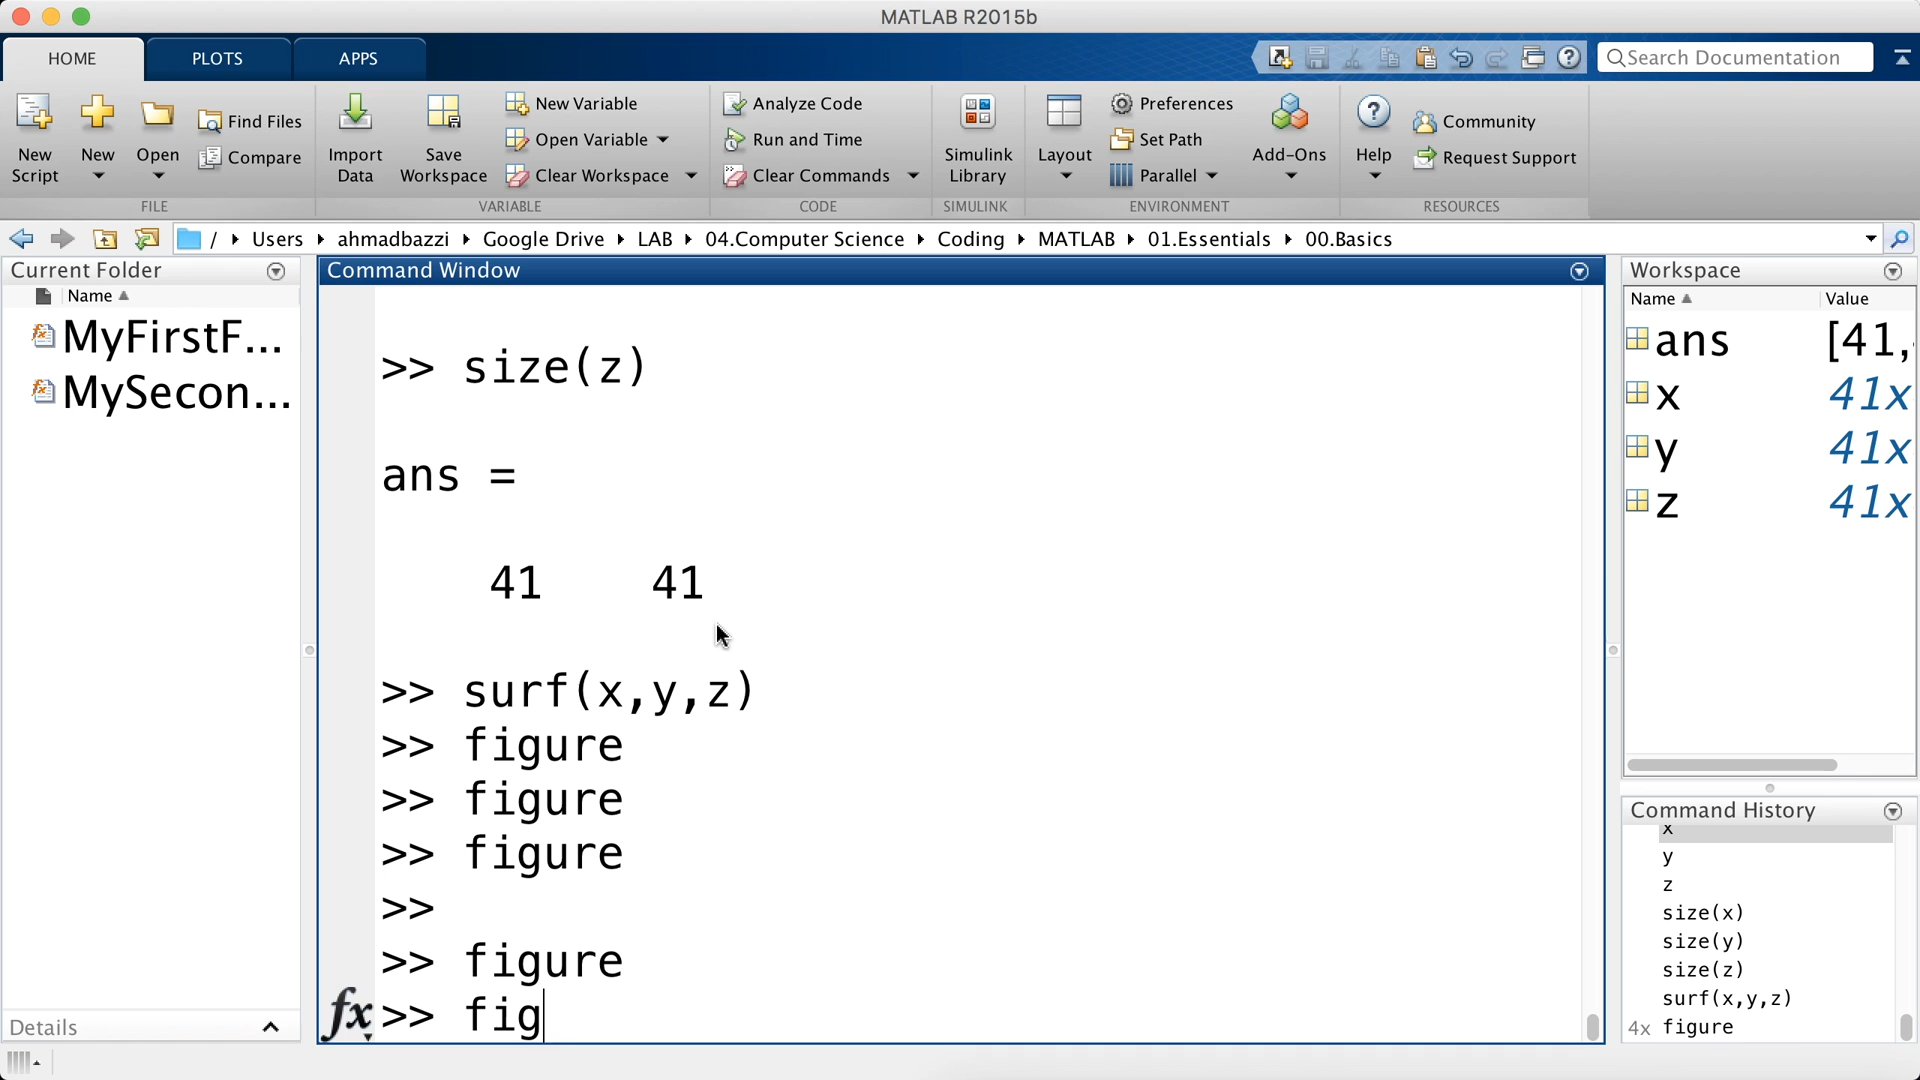 MATLAB R2015b
HOME PLOTS APPS
Search Documentation
New Script
New
Open
Find Files
Compare
Import Data
Save Workspace
New Variable
Open Variable
Clear Workspace
Analyze Code
Run and Time
Clear Commands
Simulink Library
Layout
Preferences
Set Path
Parallel
Add-Ons
Help
Community
Request Support
FILE VARIABLE CODE SIMULINK ENVIRONMENT RESOURCES
/ Users ahmadbazzi Google Drive LAB 04.Computer Science Coding MATLAB 01.Essentials 00.Basics
Current Folder
Name
MyFirstF...
MySecon...
Details
Command Window
>> size(z)
ans =
41 41
>> surf(x,y,z)
>> figure
>> figure
>> figure
>>
>> figure
fx >> fig
Workspace
Name Value
ans [41,
x 41x
y 41x
z 41x
Command History
x
y
z
size(x)
size(y)
size(z)
surf(x,y,z)
4x figure